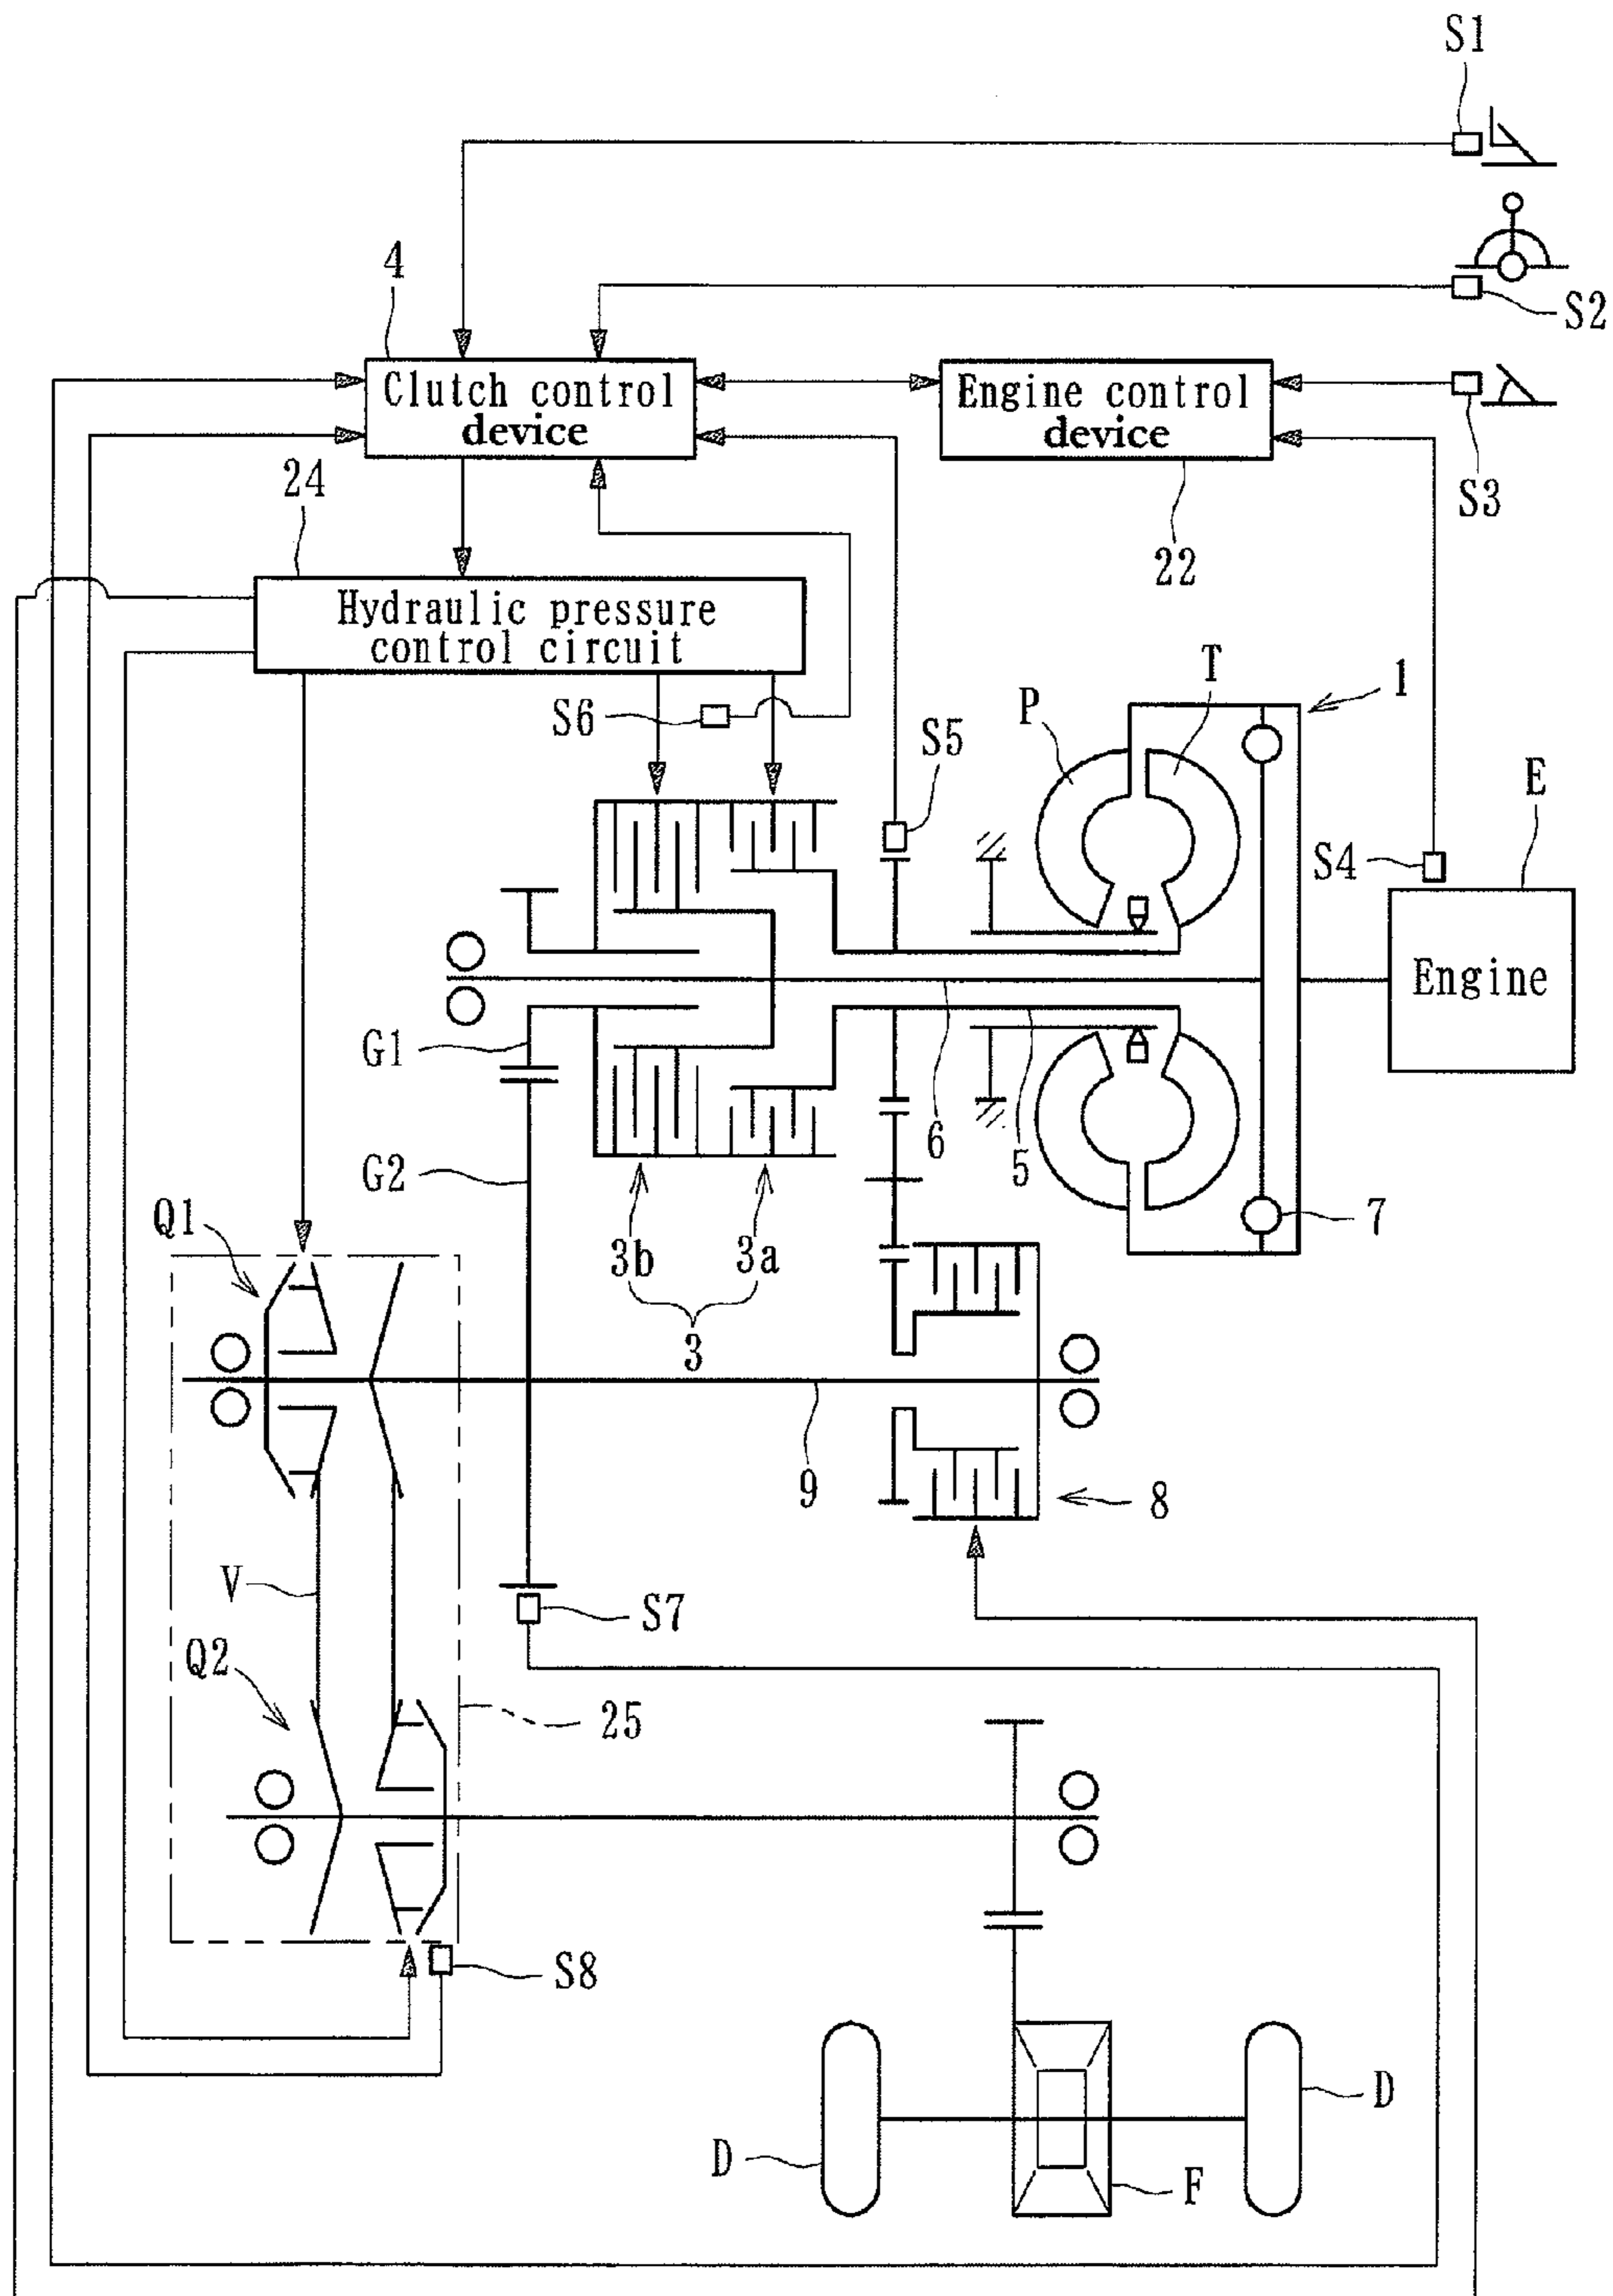 S1
4
S2
Clutch control
device
Engine control
device
S3
24
22
Hydraulic pressure
control circuit
S6
S5
P
T
1
S4
E
Engine
G1
6
5
G2
Q1
3b
3a
3
7
9
8
V
S7
Q2
25
S8
D
D
F